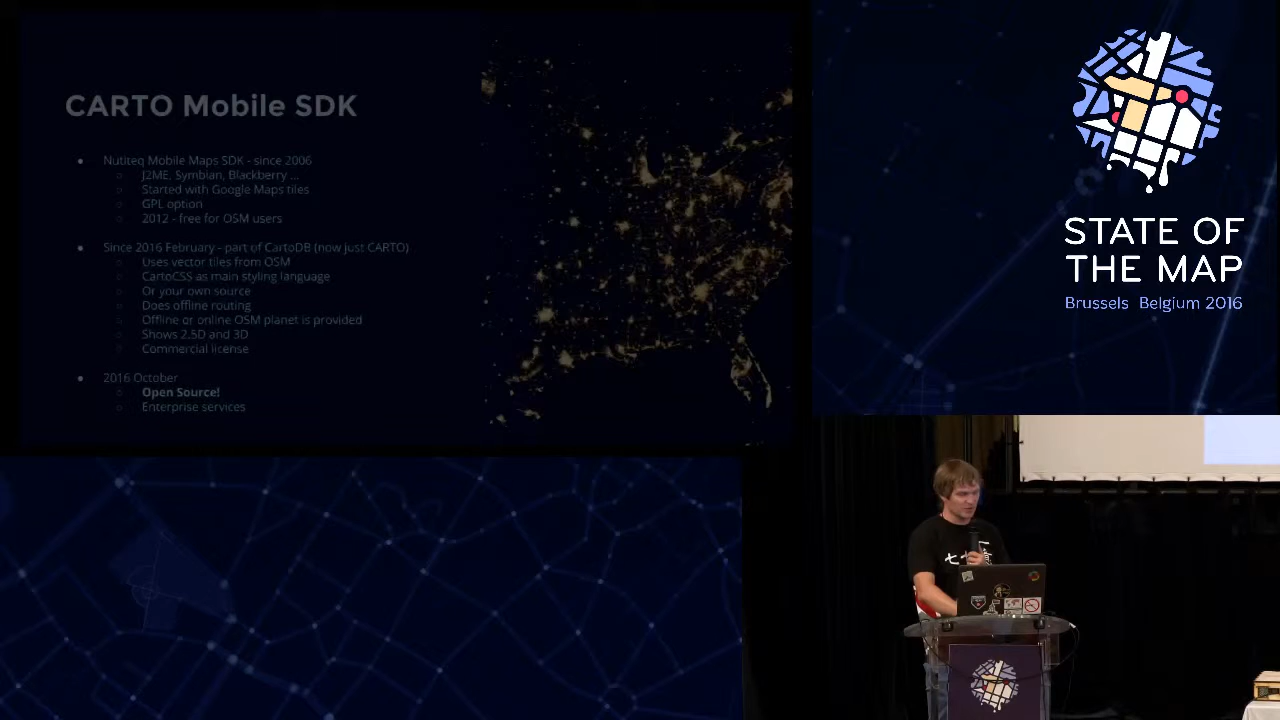 CARTO Mobile SDK
● Nutiteq Mobile Maps SDK - since 2006
○ J2ME, Symbian, Blackberry ...
○ Started with Google Maps tiles
○ GPL option
○ 2012 - free for OSM users
● Since 2016 February - part of CartoDB (now just CARTO)
○ Uses vector tiles from OSM
○ CartoCSS as main styling language
○ Or your own source
○ Does offline routing
○ Offline or online OSM planet is provided
○ Shows 2.5D and 3D
○ Commercial license
● 2016 October
○ Open Source!
○ Enterprise services
STATE OF
THE MAP
Brussels Belgium 2016